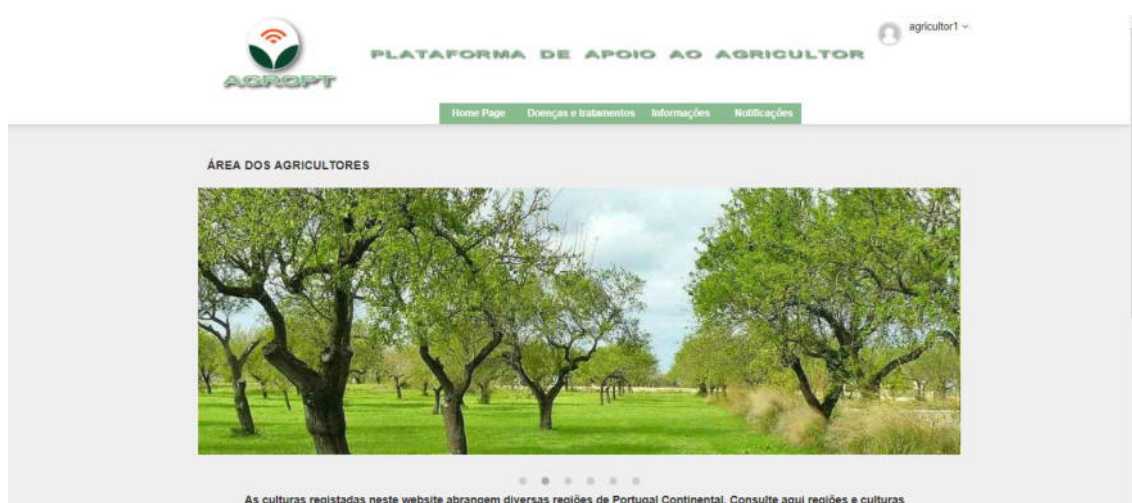 agricultor1
PLATAFORMA DE APOIO AO AGRICULTOR
AGROPT
Home Page Doenças e tratamentos Informações Notificações
ÁREA DOS AGRICULTORES
As culturas registadas neste website abrangem diversas regiões de Portugal Continental. Consulte aqui regiões e culturas